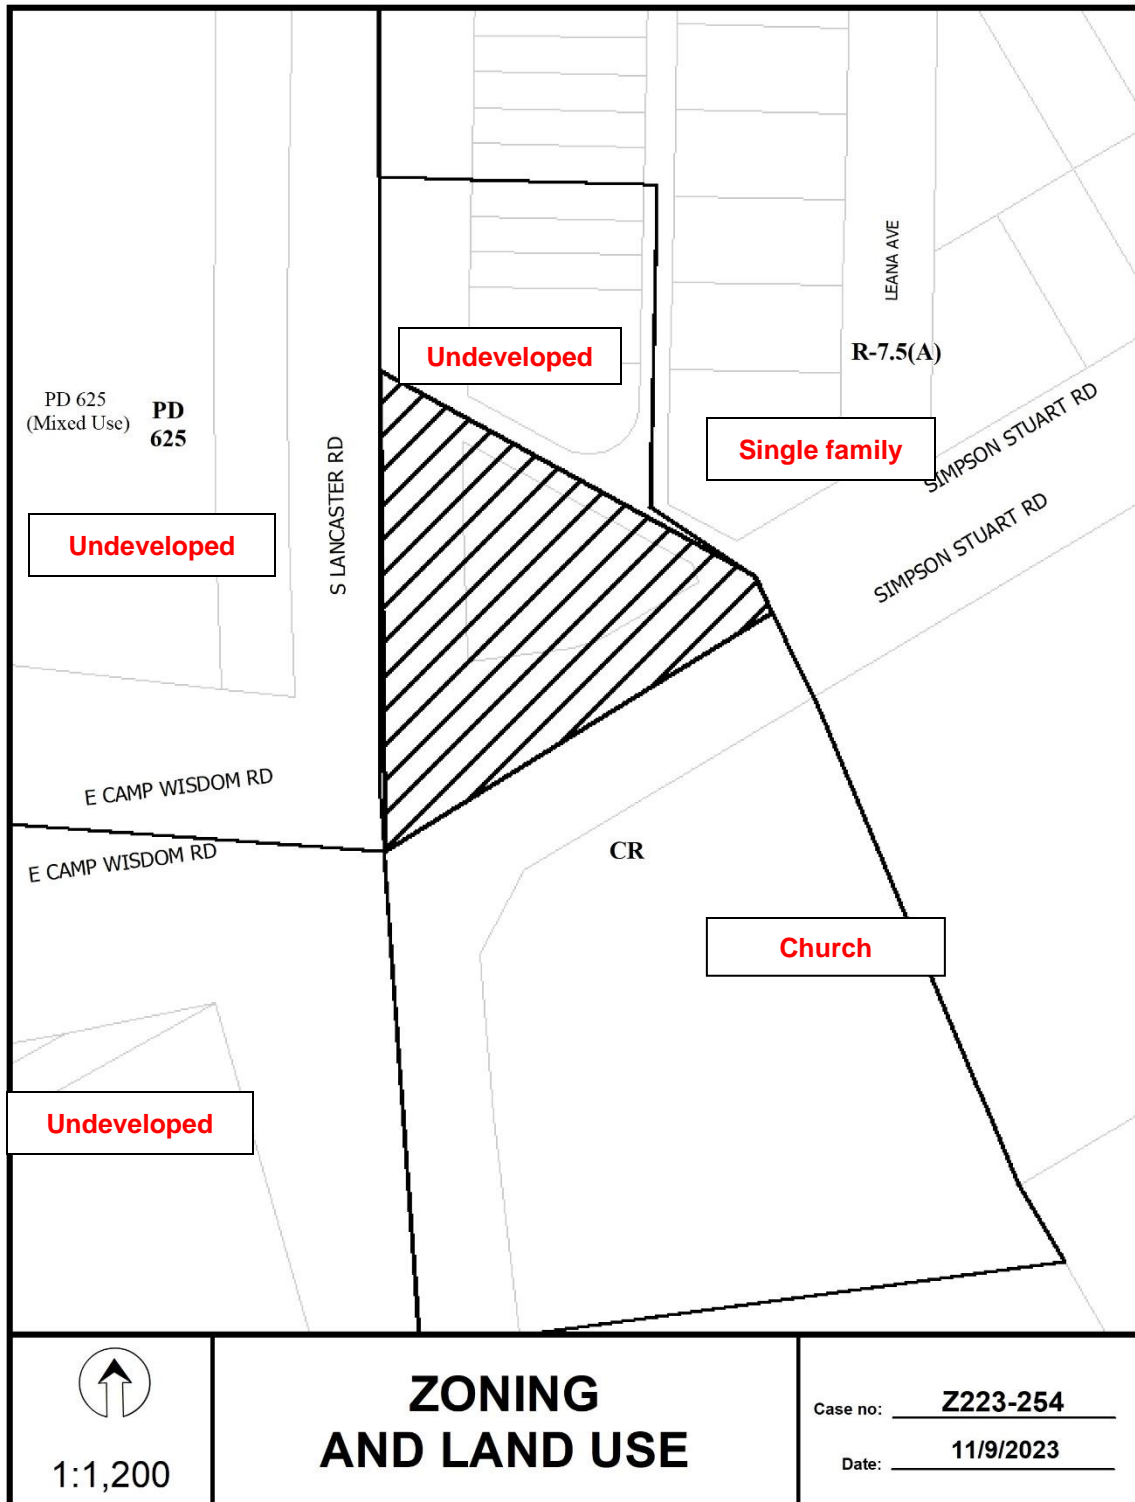 LEANA AVE
Undeveloped
R-7.5(A)
PD 625
(Mixed Use)
PD
625
SIMPSON STUART RD
Single family
S LANCASTER RD
Undeveloped
SIMPSON STUART RD
E CAMP WISDOM RD
E CAMP WISDOM RD
CR
Church
Undeveloped
1:1,200
ZONING
AND LAND USE
Case no: Z223-254
Date: 11/9/2023